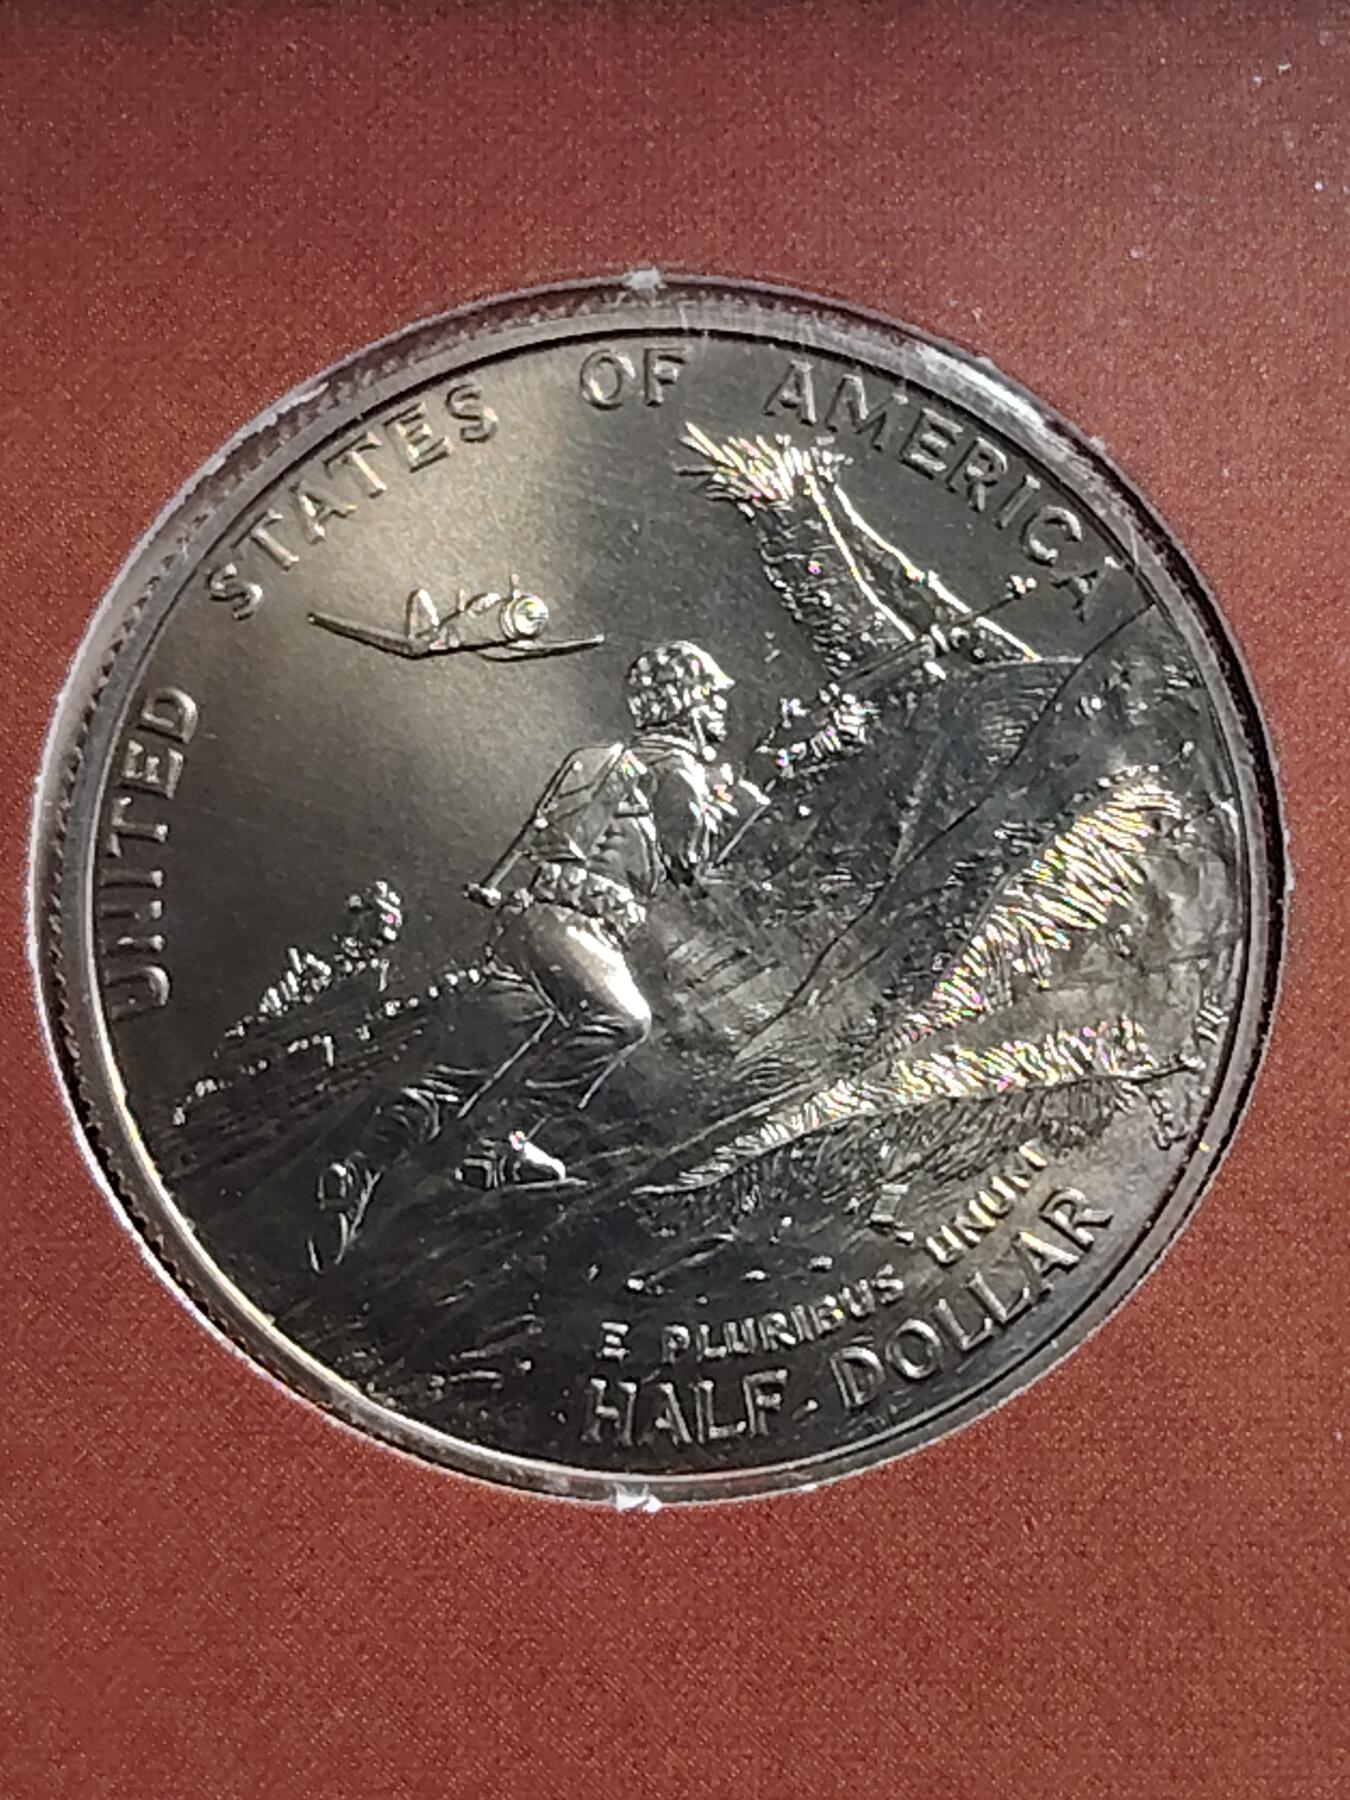 UNITED STATES OF AMERICA
E PLURIBUS UNUM
HALF-DOLLAR